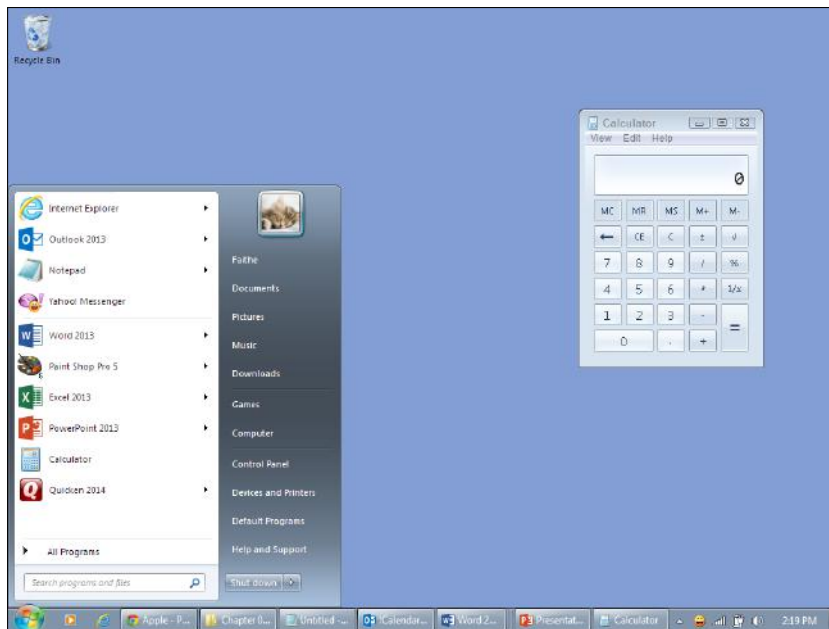 Recycle Bin
Calculator
View Edit Help
0
MC MR MS M+ M-
← CE C ± √
7 8 9 / %
4 5 6 * 1/x
1 2 3 - =
0 . +
Internet Explorer
Outlook 2013
Notepad
Yahoo! Messenger
Word 2013
Paint Shop Pro 5
Excel 2013
PowerPoint 2013
Calculator
Quicken 2014
All Programs
Search programs and files
Faithe
Documents
Pictures
Music
Downloads
Games
Computer
Control Panel
Devices and Printers
Default Programs
Help and Support
Shut down
Apple - P... Chapter 0... Untitled -... !Calendar... Word 2... Presentat... Calculator 2:19 PM